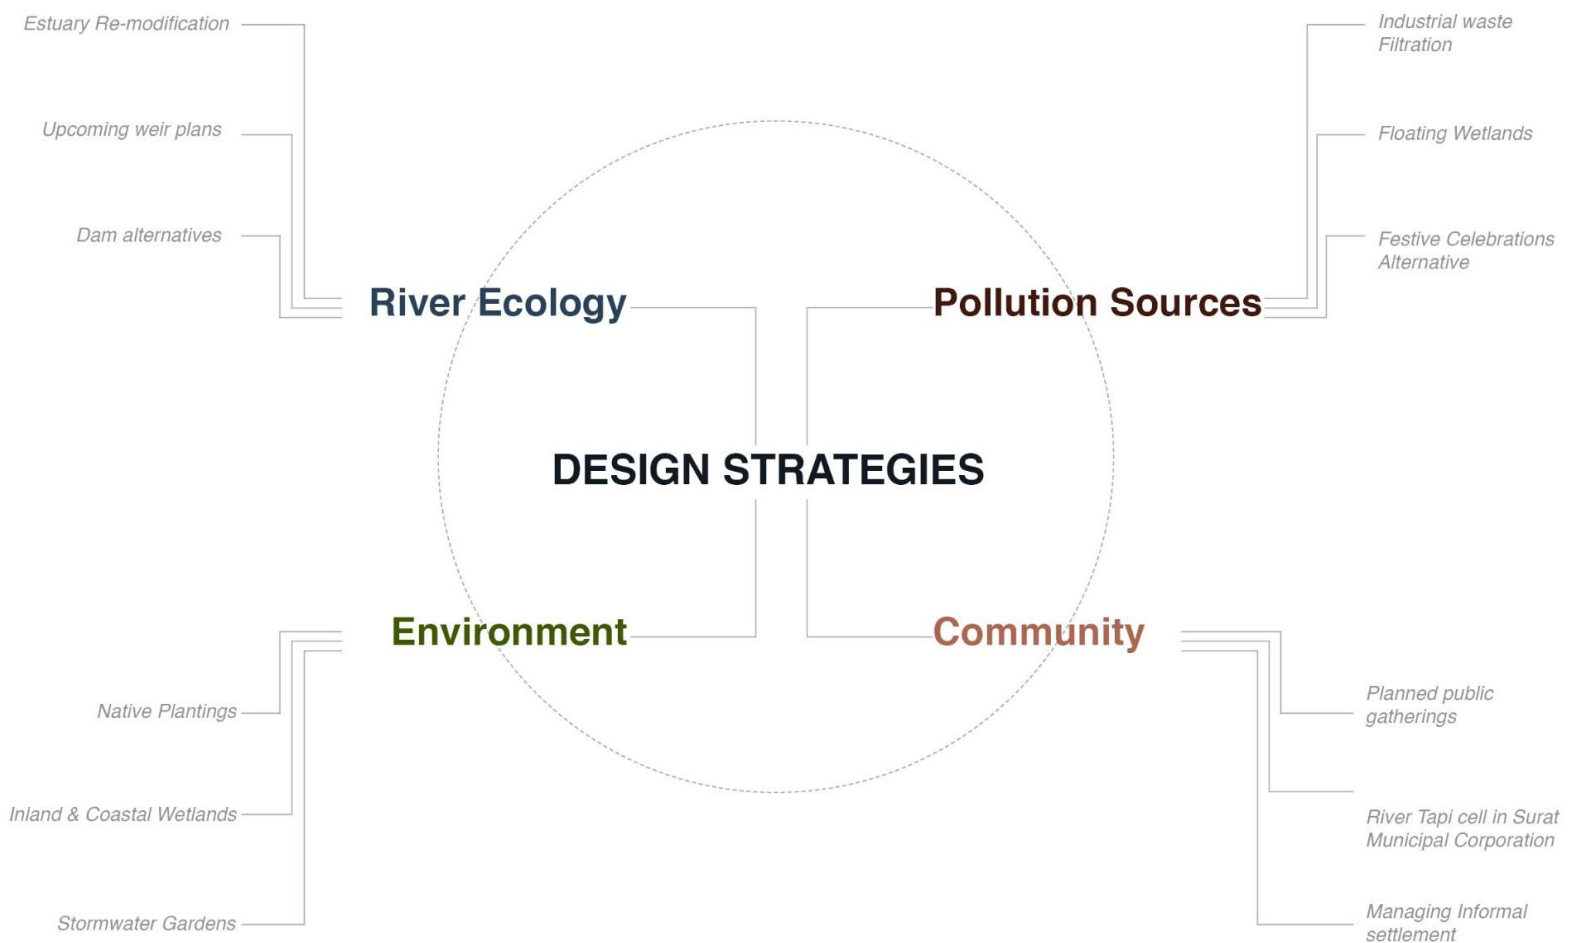 Estuary Re-modification
Upcoming weir plans
Dam alternatives
River Ecology
Industrial waste
Filtration
Floating Wetlands
Festive Celebrations
Alternative
Pollution Sources
DESIGN STRATEGIES
Environment
Native Plantings
Inland & Coastal Wetlands
Stormwater Gardens
Community
Planned public
gatherings
River Tapi cell in Surat
Municipal Corporation
Managing Informal
settlement